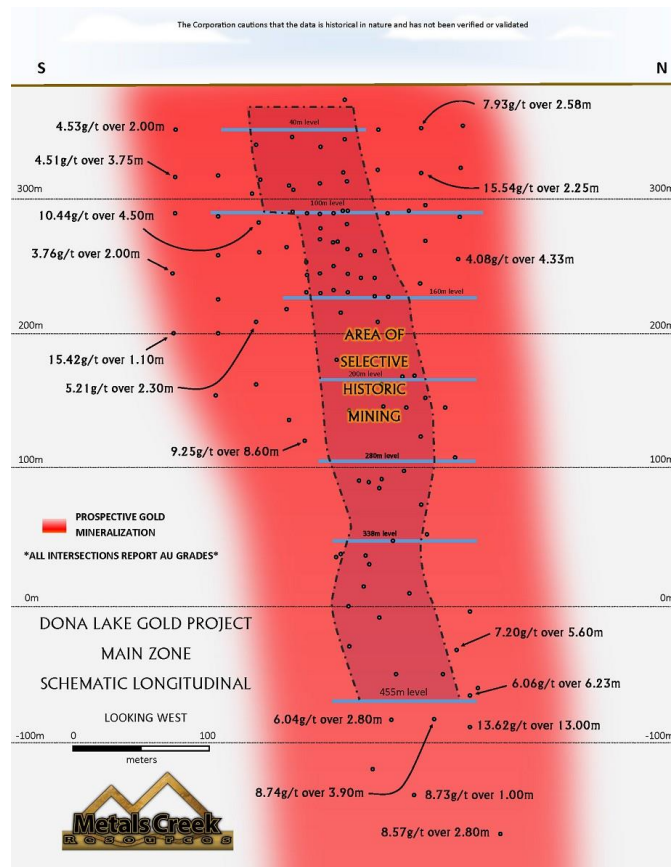 The Corporation cautions that the data is historical in nature and has not been verified or validated
S N
7.93g/t over 2.58m
4.53g/t over 2.00m
40m level
4.51g/t over 3.75m
15.54g/t over 2.25m
300m 300m
100m level
10.44g/t over 4.50m
3.76g/t over 2.00m
4.08g/t over 4.33m
160m level
200m 200m
AREA OF
15.42g/t over 1.10m
SELECTIVE
200m level
5.21g/t over 2.30m
HISTORIC
MINING
9.25g/t over 8.60m
280m level
100m 100m
PROSPECTIVE GOLD
MINERALIZATION
338m level
*ALL INTERSECTIONS REPORT AU GRADES*
0m 0m
DONA LAKE GOLD PROJECT
7.20g/t over 5.60m
MAIN ZONE
SCHEMATIC LONGITUDINAL
6.06g/t over 6.23m
455m level
LOOKING WEST
6.04g/t over 2.80m
13.62g/t over 13.00m
0 100
-100m -100m
meters
8.74g/t over 3.90m
8.73g/t over 1.00m
MetalsCreek
Resources
8.57g/t over 2.80m